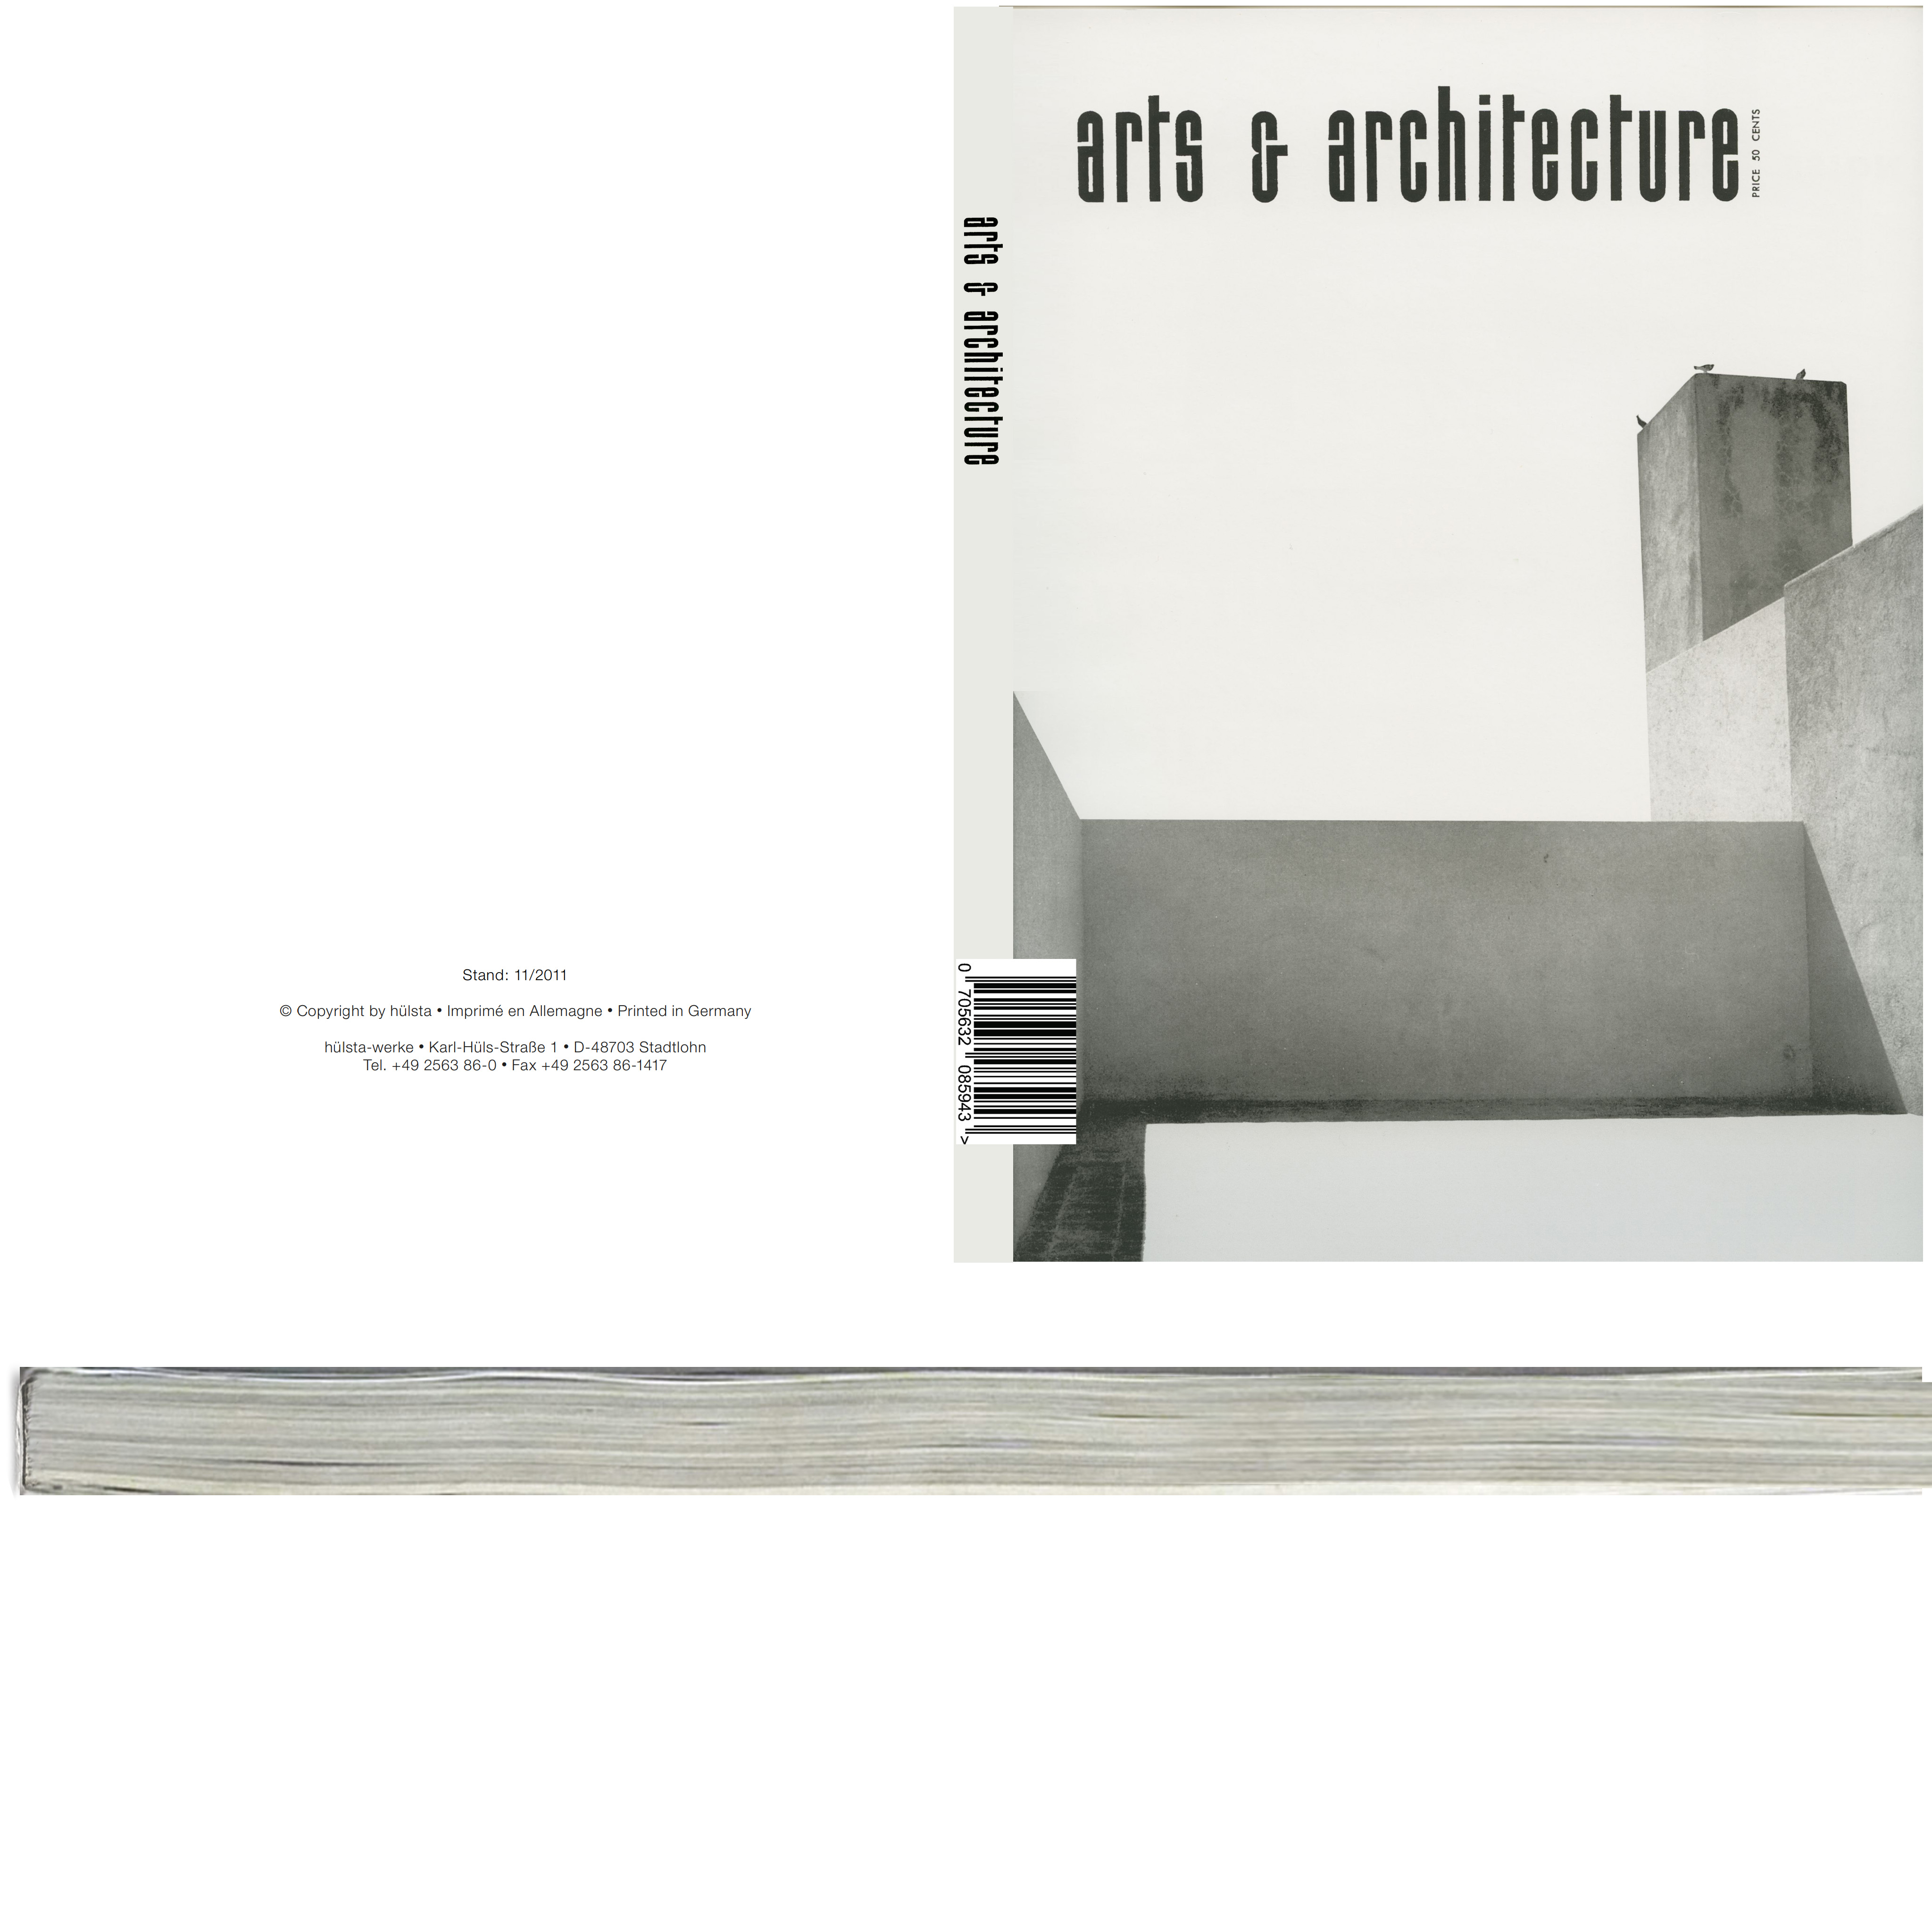 arts & architecture
PRICE 50 CENTS
arts & architecture
0 705632 085943 >
Stand: 11/2011
© Copyright by hülsta • Imprimé en Allemagne • Printed in Germany
hülsta-werke • Karl-Hüls-Straße 1 • D-48703 Stadtlohn
Tel. +49 2563 86-0 • Fax +49 2563 86-1417